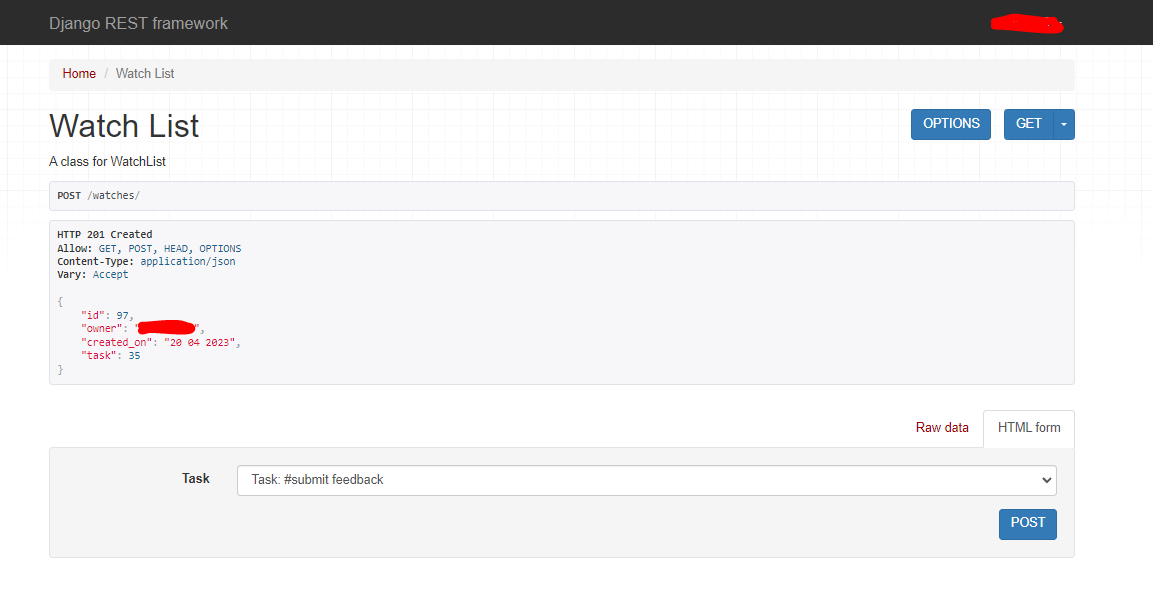 Django REST framework
Home / Watch List
Watch List
OPTIONS
GET
A class for WatchList
POST /watches/
HTTP 201 Created
Allow: GET, POST, HEAD, OPTIONS
Content-Type: application/json
Vary: Accept
{
"id": 97,
"owner": "",
"created_on": "20 04 2023",
"task": 35
}
Raw data
HTML form
Task
Task: #submit feedback
POST